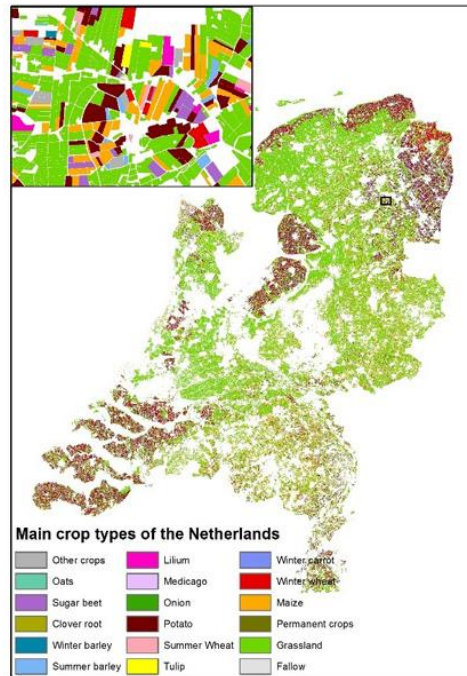 Main crop types of the Netherlands
Other crops
Oats
Sugar beet
Clover root
Winter barley
Summer barley
Lilium
Medicago
Onion
Potato
Summer Wheat
Tulip
Winter carrot
Winter wheat
Maize
Permanent crops
Grassland
Fallow